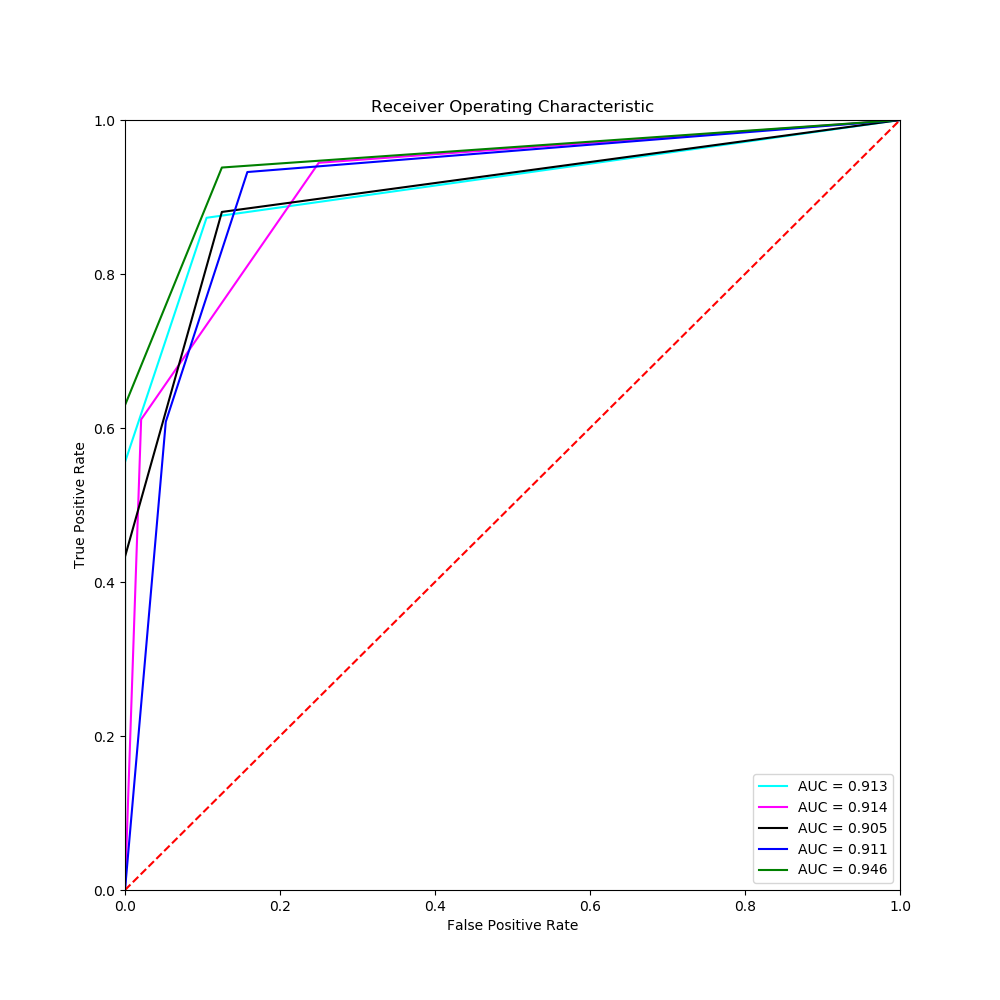 Receiver Operating Characteristic
1.0
0.8
0.6
0.4
0.2
0.0
True Positive Rate
AUC = 0.913
AUC = 0.914
AUC = 0.905
AUC = 0.911
AUC = 0.946
0.0 0.2 0.4 0.6 0.8 1.0
False Positive Rate